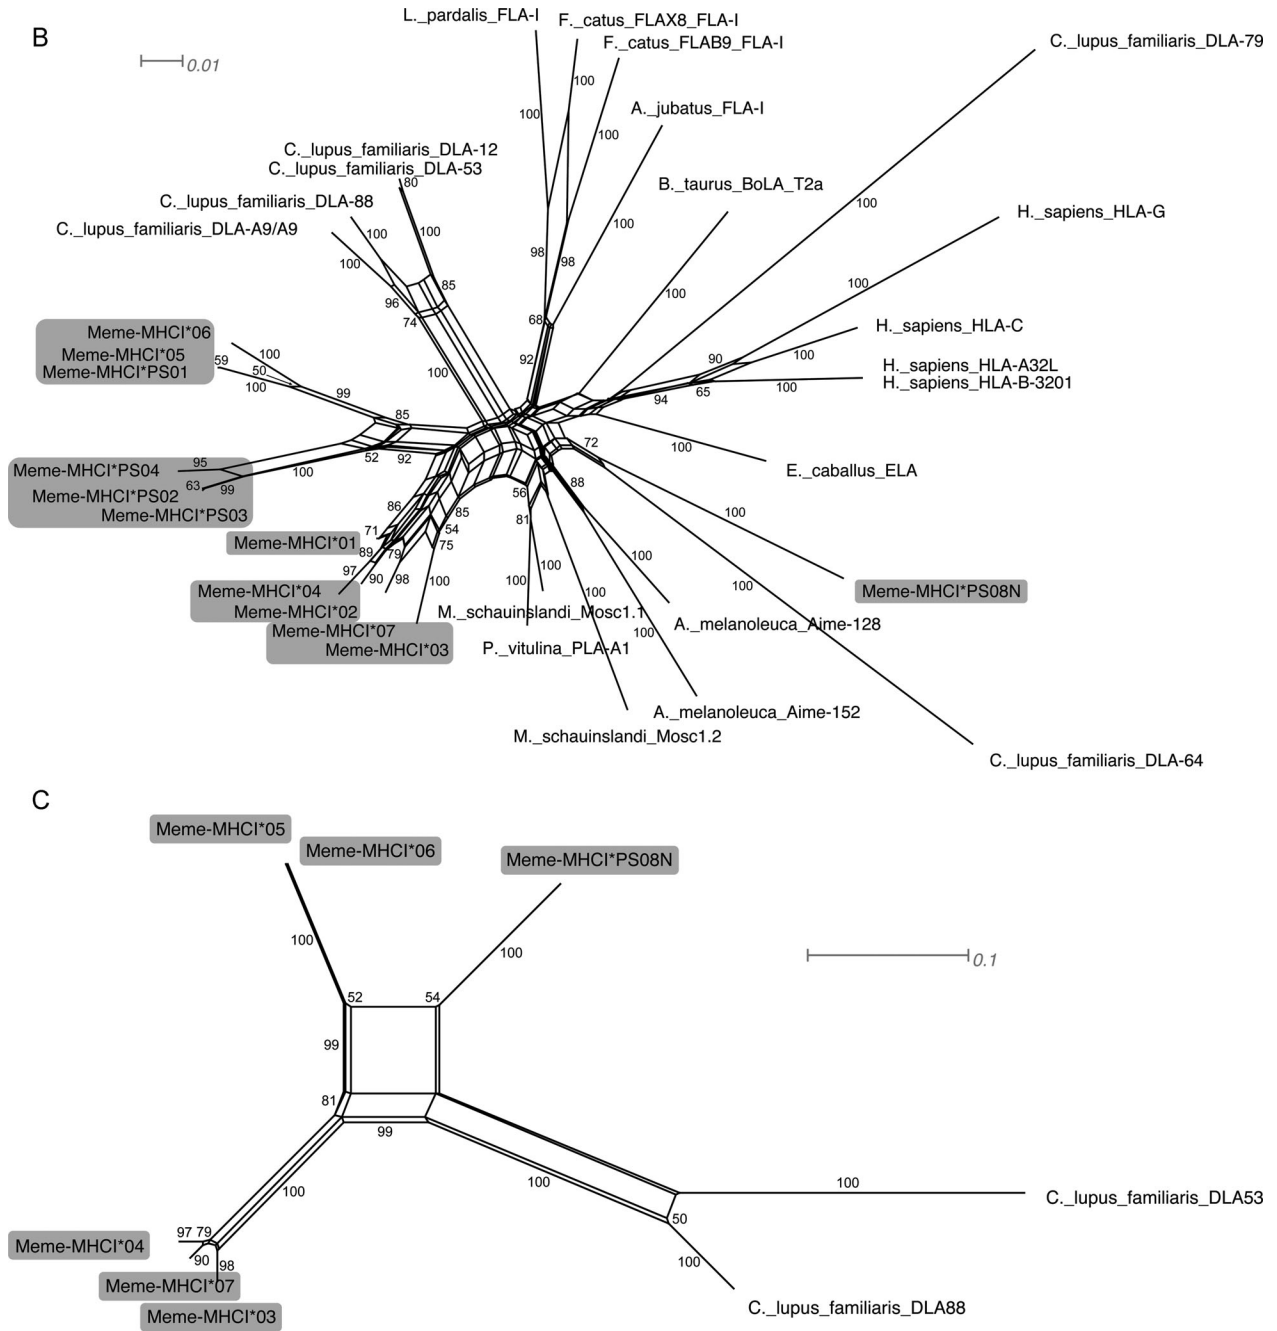 B
0.01
L._pardalis_FLA-I
F._catus_FLAX8_FLA-I
F._catus_FLAB9_FLA-I
C._lupus_familiaris_DLA-79
100
100
A._jubatus_FLA-I
100
C._lupus_familiaris_DLA-12
C._lupus_familiaris_DLA-53
80
B._taurus_BoLA_T2a
C._lupus_familiaris_DLA-88
100
H._sapiens_HLA-G
C._lupus_familiaris_DLA-A9/A9
100
100
100
98
98
100
100
85
100
96
74
68
Meme-MHCI*06
Meme-MHCI*05
Meme-MHCI*PS01
59
100
50
100
H._sapiens_HLA-C
90
100
92
100
H._sapiens_HLA-A32L
H._sapiens_HLA-B-3201
65
100
94
99
85
100
E._caballus_ELA
72
52
92
Meme-MHCI*PS04
95
100
Meme-MHCI*PS02
63
99
Meme-MHCI*PS03
88
56
86
85
81
100
71
54
Meme-MHCI*01
75
89
79
97
90
98
100
100
100
100
100
100
Meme-MHCI*PS08N
Meme-MHCI*04
Meme-MHCI*02
M._schauinslandi_Mosc1.1
A._melanoleuca_Aime-128
Meme-MHCI*07
100
Meme-MHCI*03
P._vitulina_PLA-A1
A._melanoleuca_Aime-152
M._schauinslandi_Mosc1.2
C._lupus_familiaris_DLA-64
C
Meme-MHCI*05
Meme-MHCI*06
Meme-MHCI*PS08N
100
100
0.1
52
54
99
81
99
100
100
100
C._lupus_familiaris_DLA53
50
97
79
Meme-MHCI*04
90
98
100
Meme-MHCI*07
C._lupus_familiaris_DLA88
Meme-MHCI*03